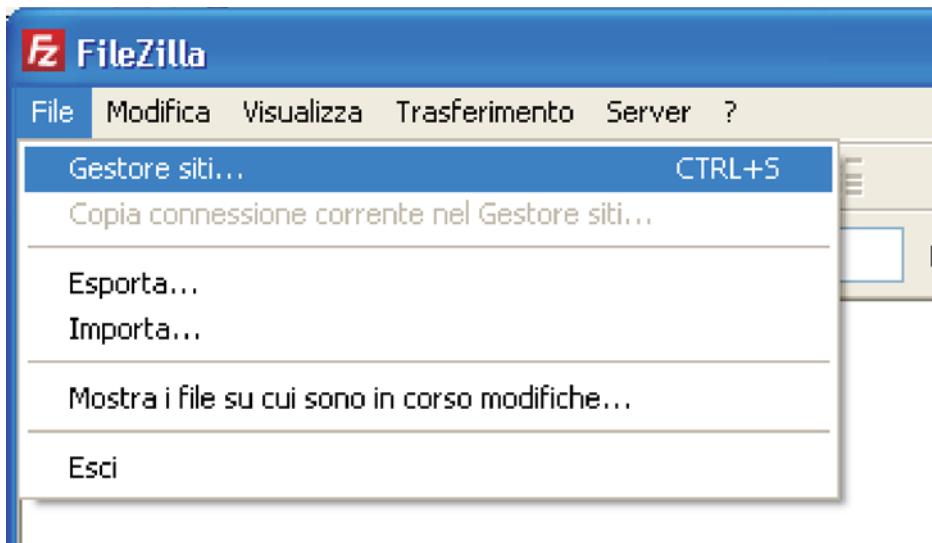 FileZilla
File Modifica Visualizza Trasferimento Server ?
Gestore siti... CTRL+S
Copia connessione corrente nel Gestore siti...
Esporta...
Importa...
Mostra i file su cui sono in corso modifiche...
Esci